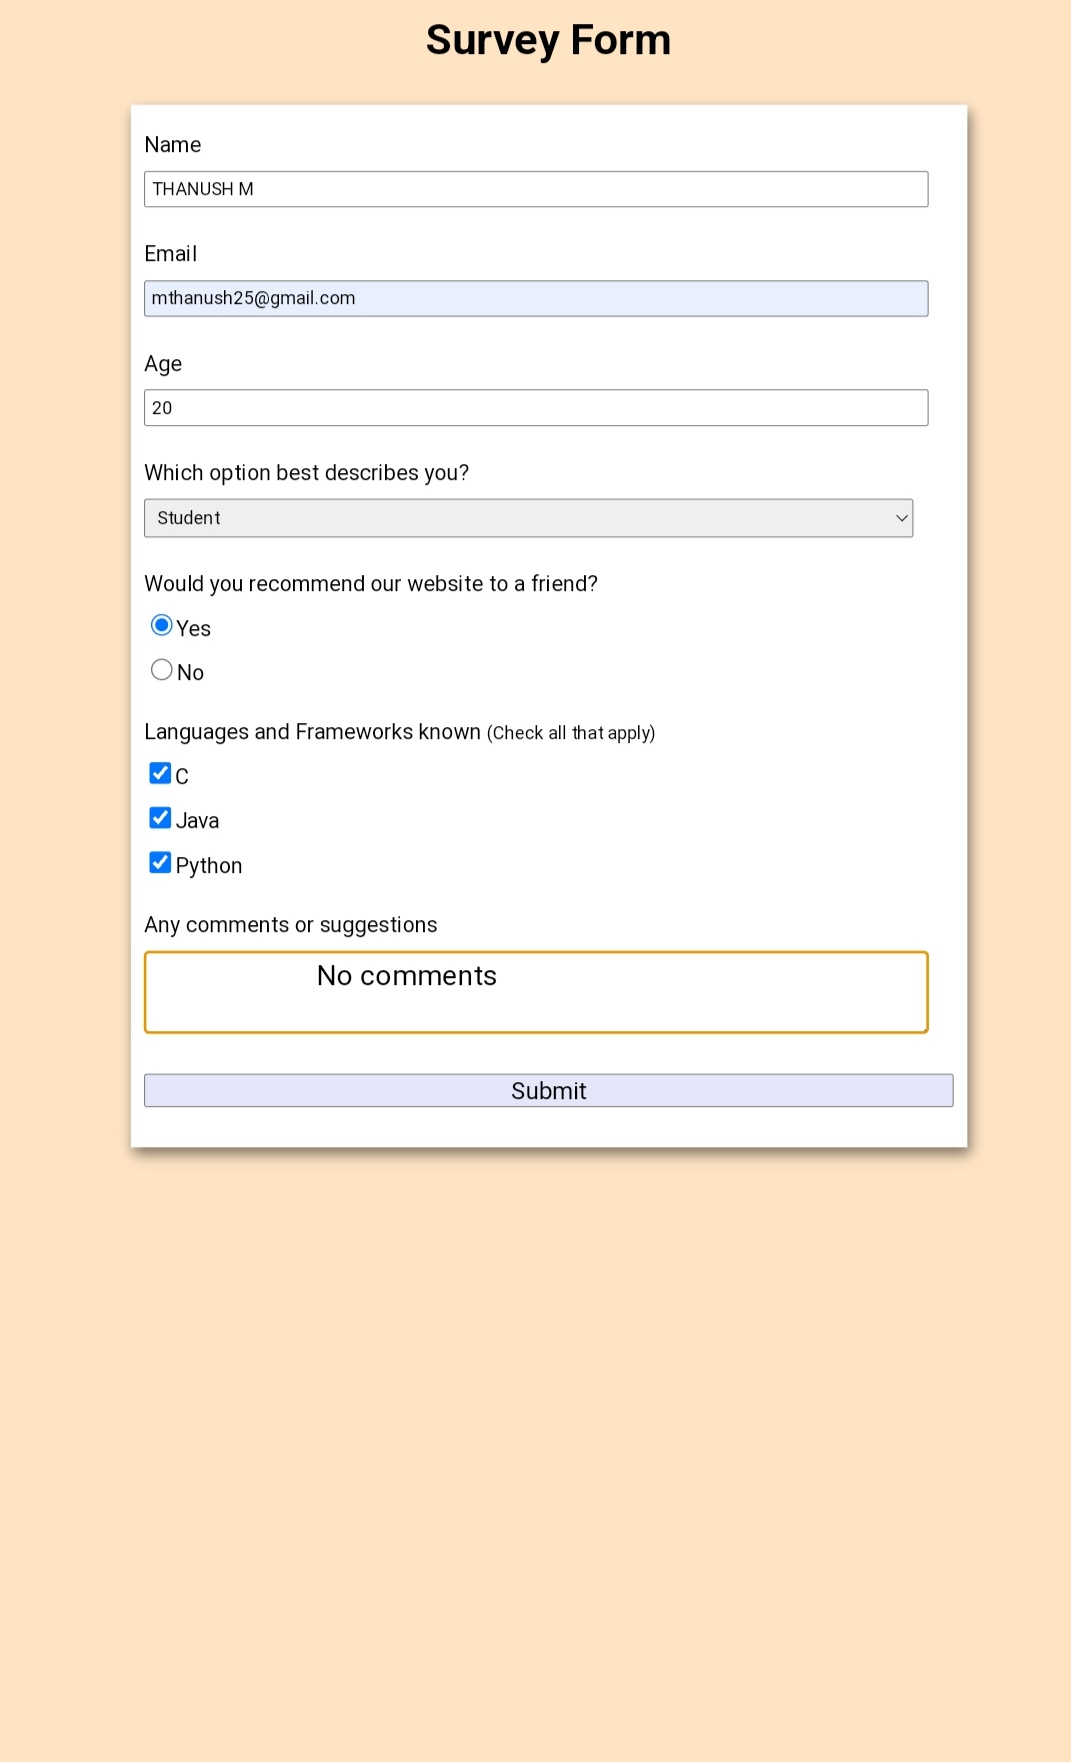 Survey Form
Name
THANUSH M
Email
mthanush25@gmail.com
Age
20
Which option best describes you?
Student
Would you recommend our website to a friend?
Yes
No
Languages and Frameworks known (Check all that apply)
C
Java
Python
Any comments or suggestions
No comments
Submit